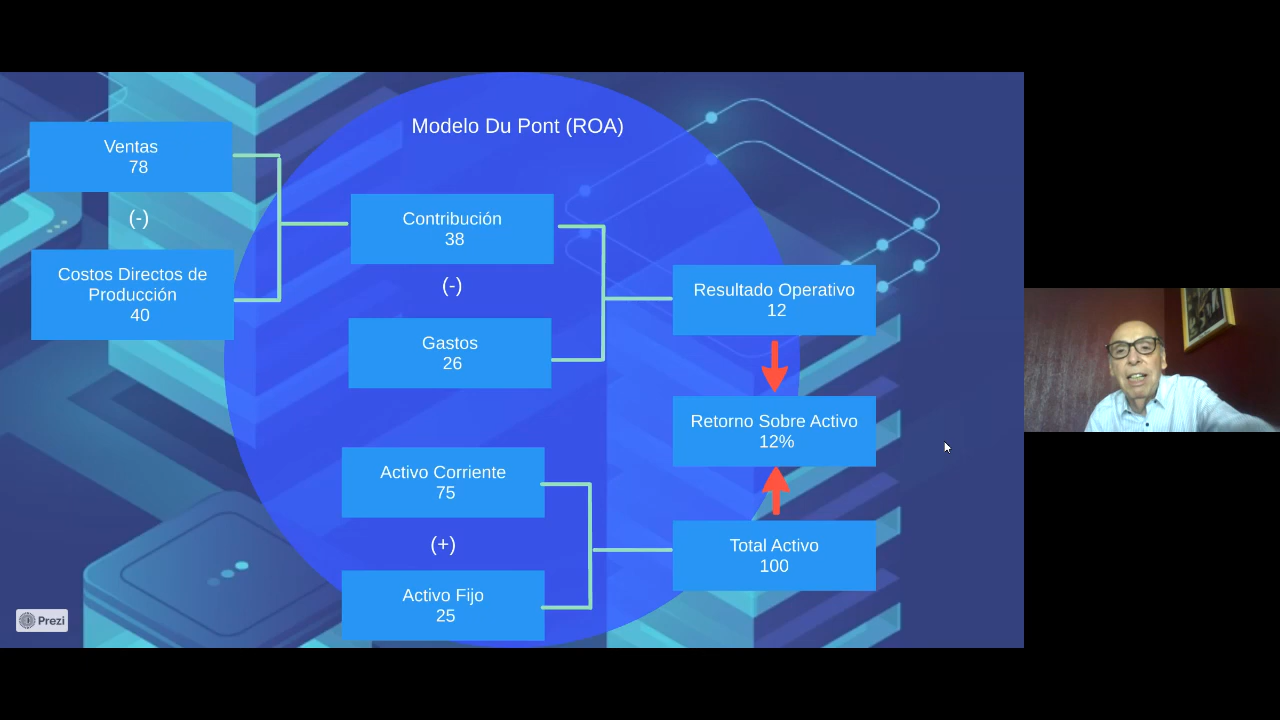 Modelo Du Pont (ROA)
Ventas
78
(-)
Costos Directos de
Producción
40
Contribución
38
(-)
Gastos
26
Resultado Operativo
12
Retorno Sobre Activo
12%
Activo Corriente
75
(+)
Activo Fijo
25
Total Activo
100
Prezi